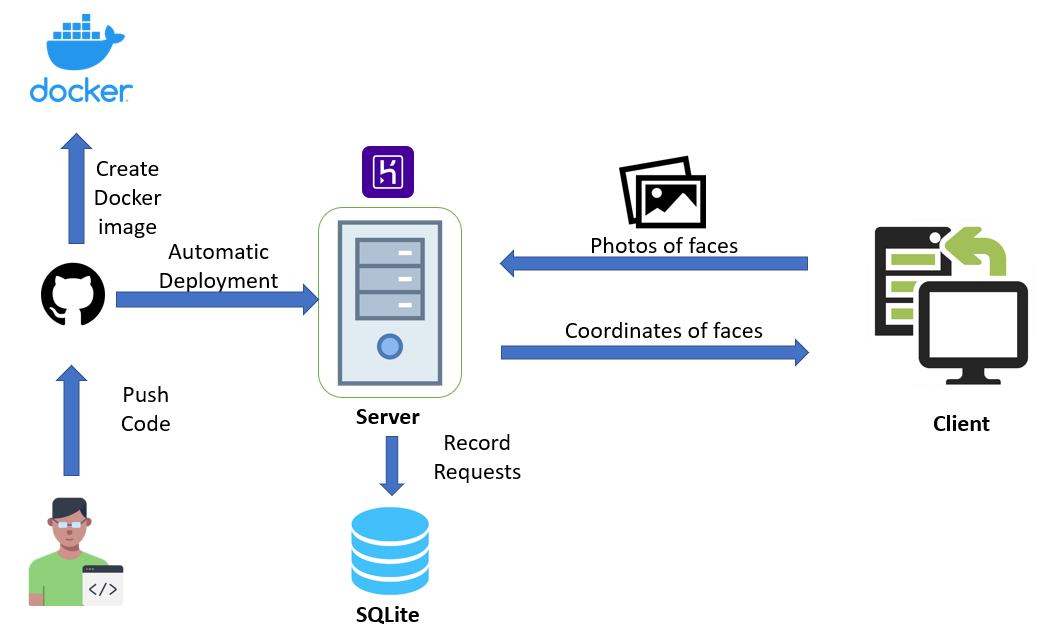 docker
Create
Docker
image
Automatic
Deployment
Photos of faces
Coordinates of faces
Push
Code
Server
Client
Record
Requests
</>
SQLite